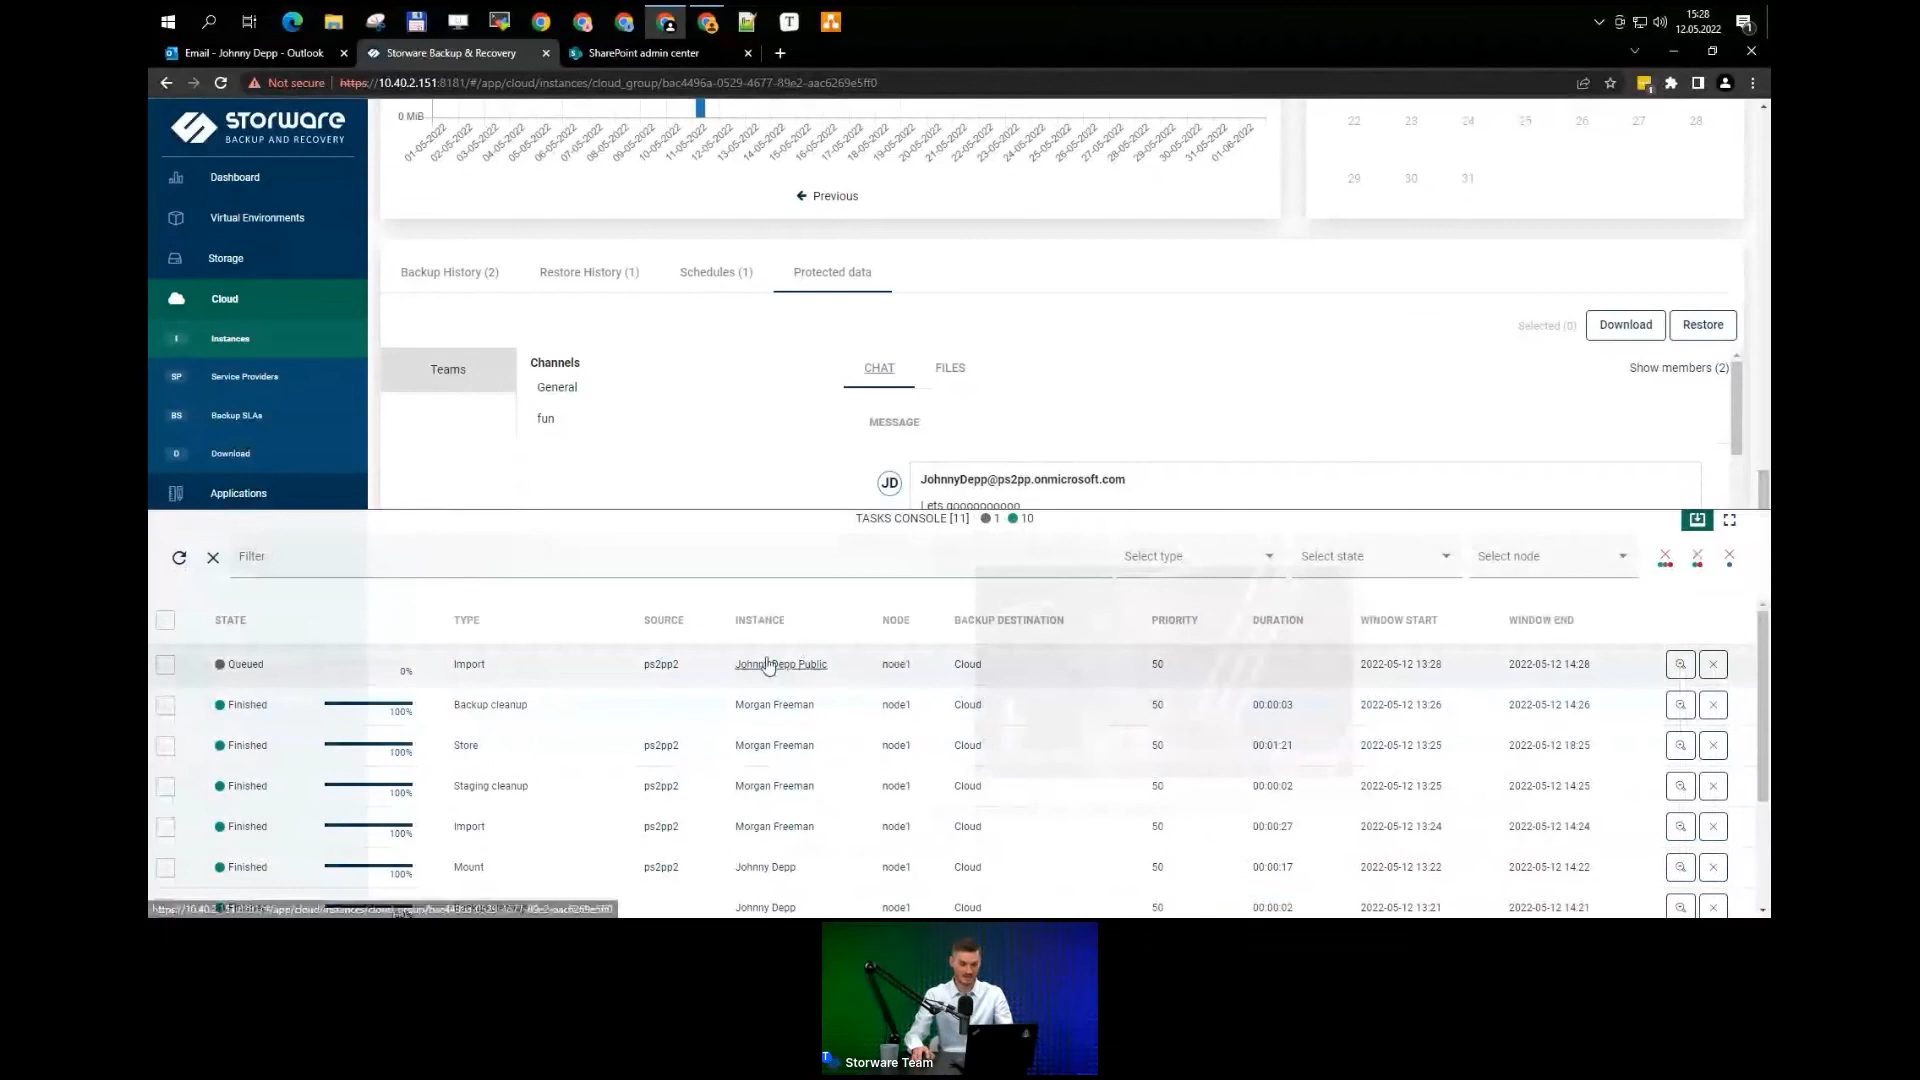 15:28
12.05.2022
Email - Johnny Depp - Outlook
Storware Backup & Recovery
SharePoint admin center
Not secure https://10.40.2.151:8181/#/app/cloud/instances/cloud_group/bac4496a-0529-4677-89e2-aac6269e5ff0
STORWARE
BACKUP AND RECOVERY
Dashboard
Virtual Environments
Storage
Cloud
I Instances
SP Service Providers
BS Backup SLAs
D Download
Applications
0 MiB
01-05-2022 02-05-2022 03-05-2022 04-05-2022 05-05-2022 06-05-2022 07-05-2022 08-05-2022 09-05-2022 10-05-2022 11-05-2022 12-05-2022 13-05-2022 14-05-2022 15-05-2022 16-05-2022 17-05-2022 18-05-2022 19-05-2022 20-05-2022 21-05-2022 22-05-2022 23-05-2022 24-05-2022 25-05-2022 26-05-2022 27-05-2022 28-05-2022 29-05-2022 30-05-2022 31-05-2022 01-06-2022
Previous
22 23 24 25 26 27 28
29 30 31
Backup History (2) Restore History (1) Schedules (1) Protected data
Selected (0) Download Restore
Teams
Channels
General
fun
CHAT FILES
Show members (2)
MESSAGE
JD
JohnnyDepp@ps2pp.onmicrosoft.com
Lets goooooooooo
TASKS CONSOLE [11] 1 10
Filter Select type Select state Select node
STATE TYPE SOURCE INSTANCE NODE BACKUP DESTINATION PRIORITY DURATION WINDOW START WINDOW END
Queued 0% Import ps2pp2 Johnny Depp Public node1 Cloud 50 2022-05-12 13:28 2022-05-12 14:28
Finished 100% Backup cleanup Morgan Freeman node1 Cloud 50 00:00:03 2022-05-12 13:26 2022-05-12 14:26
Finished 100% Store ps2pp2 Morgan Freeman node1 Cloud 50 00:01:21 2022-05-12 13:25 2022-05-12 18:25
Finished 100% Staging cleanup ps2pp2 Morgan Freeman node1 Cloud 50 00:00:02 2022-05-12 13:25 2022-05-12 14:25
Finished 100% Import ps2pp2 Morgan Freeman node1 Cloud 50 00:00:27 2022-05-12 13:24 2022-05-12 14:24
Finished 100% Mount ps2pp2 Johnny Depp node1 Cloud 50 00:00:17 2022-05-12 13:22 2022-05-12 14:22
Johnny Depp node1 Cloud 50 00:00:02 2022-05-12 13:21 2022-05-12 14:21
Storware Team